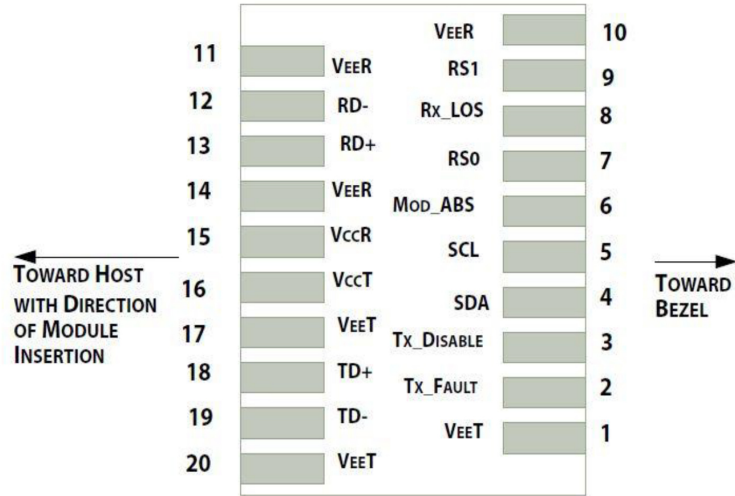 VEER 10
11 VEER
RS1 9
12 RD-
Rx_LOS 8
13 RD+
RS0 7
14 VEER
MOD_ABS 6
15 VCCR
SCL 5
16 VCCT
SDA 4
17 VEET
TX_DISABLE 3
18 TD+
TX_FAULT 2
19 TD-
VEET 1
20 VEET
TOWARD HOST
WITH DIRECTION
OF MODULE
INSERTION
TOWARD
BEZEL